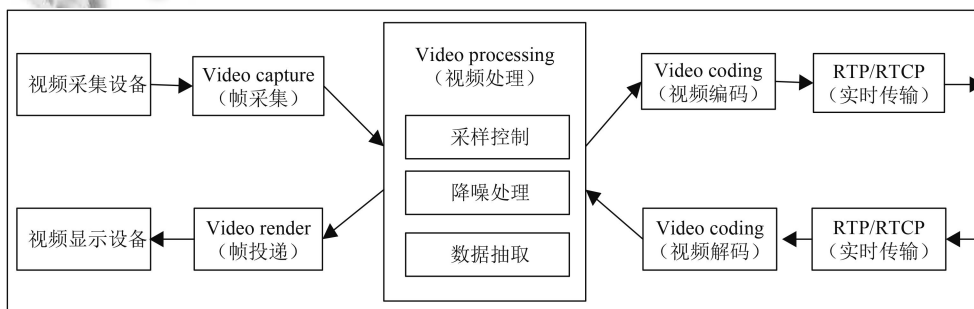 视频采集设备
Video capture
（帧采集）
Video processing
（视频处理）
采样控制
降噪处理
数据抽取
Video coding
（视频编码）
RTP/RTCP
（实时传输）
视频显示设备
Video render
（帧投递）
Video coding
（视频解码）
RTP/RTCP
（实时传输）